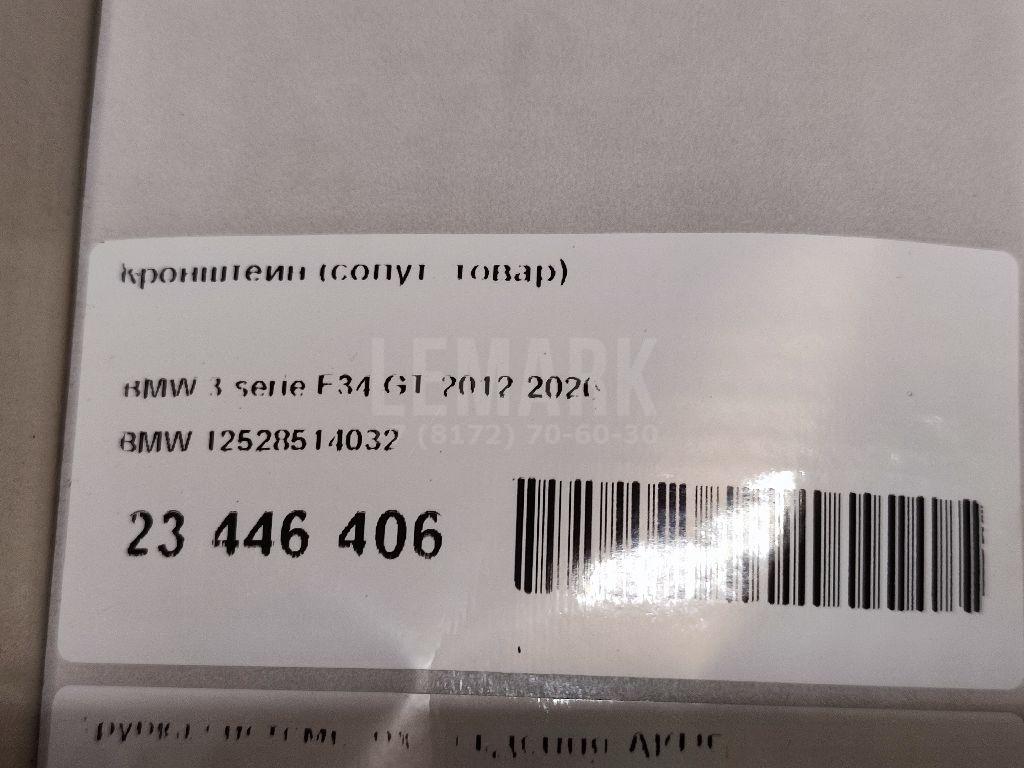 Кронштейн (сопут. товар)
LEMARK
BMW 3 serie F34 GT 2012-2020
+7 (8172) 70-60-30
BMW 12528514032
23 446 406